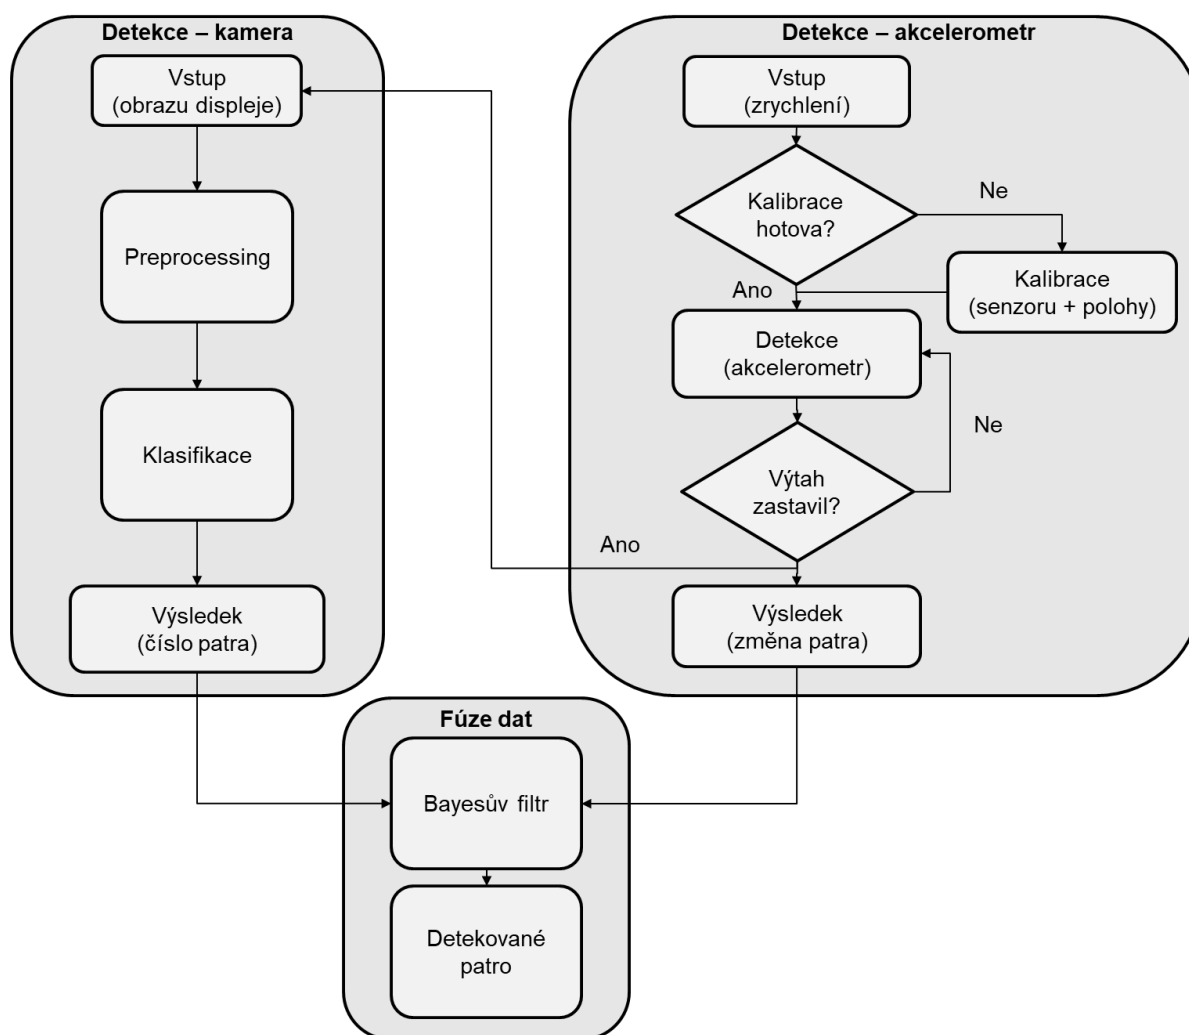 Detekce – kamera
Vstup
(obrazu displeje)
Preprocessing
Klasifikace
Výsledek
(číslo patra)
Detekce – akcelerometr
Vstup
(zrychlení)
Kalibrace
hotova?
Ne
Kalibrace
(senzoru + polohy)
Ano
Detekce
(akcelerometr)
Ne
Výtah
zastavil?
Ano
Výsledek
(změna patra)
Fúze dat
Bayesův filtr
Detekované
patro